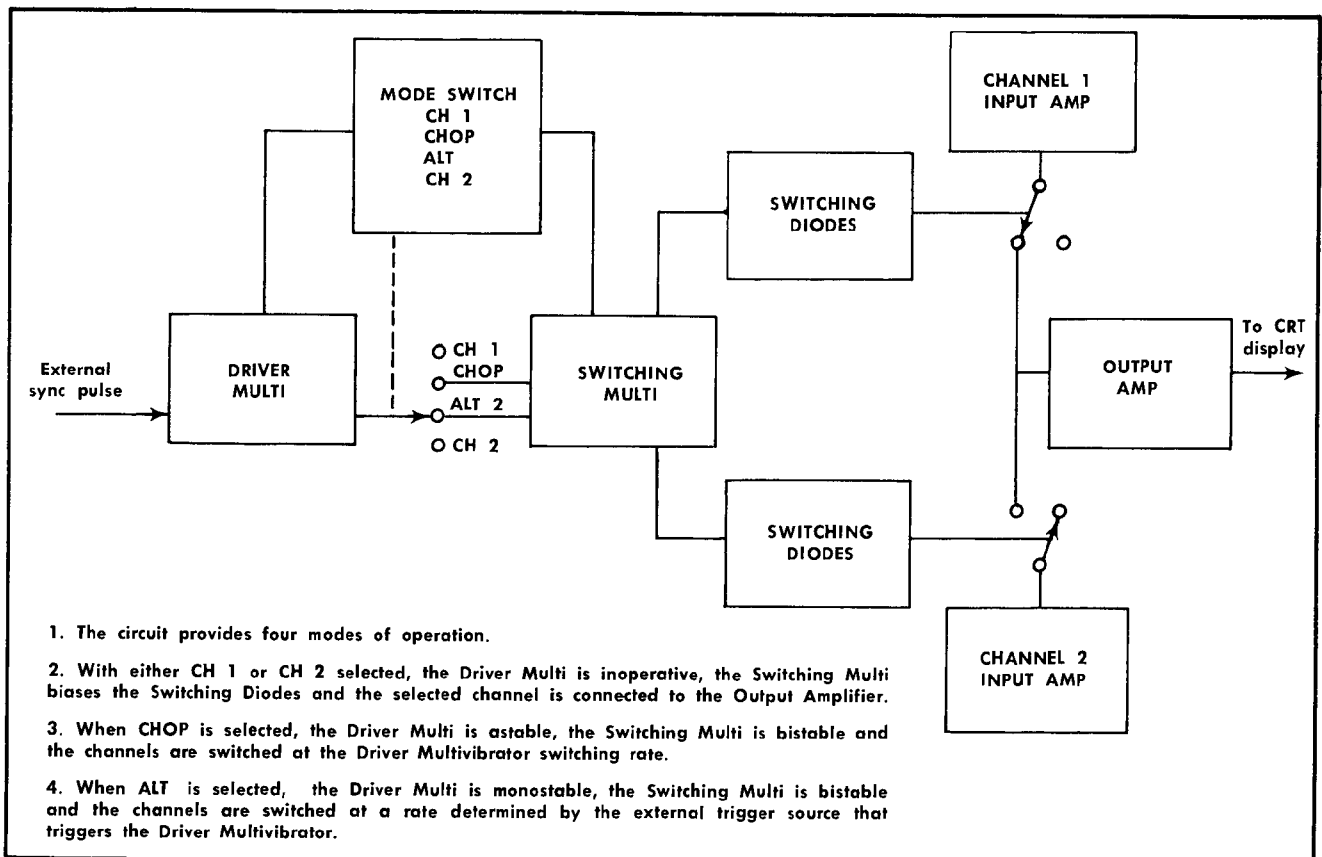 MODE SWITCH
CH 1
CHOP
ALT
CH 2
CHANNEL 1
INPUT AMP
SWITCHING
DIODES
External
sync pulse
DRIVER
MULTI
CH 1
CHOP
ALT 2
CH 2
SWITCHING
MULTI
OUTPUT
AMP
To CRT
display
SWITCHING
DIODES
CHANNEL 2
INPUT AMP
1. The circuit provides four modes of operation.
2. With either CH 1 or CH 2 selected, the Driver Multi is inoperative, the Switching Multi
biases the Switching Diodes and the selected channel is connected to the Output Amplifier.
3. When CHOP is selected, the Driver Multi is astable, the Switching Multi is bistable and
the channels are switched at the Driver Multivibrator switching rate.
4. When ALT is selected, the Driver Multi is monostable, the Switching Multi is bistable
and the channels are switched at a rate determined by the external trigger source that
triggers the Driver Multivibrator.